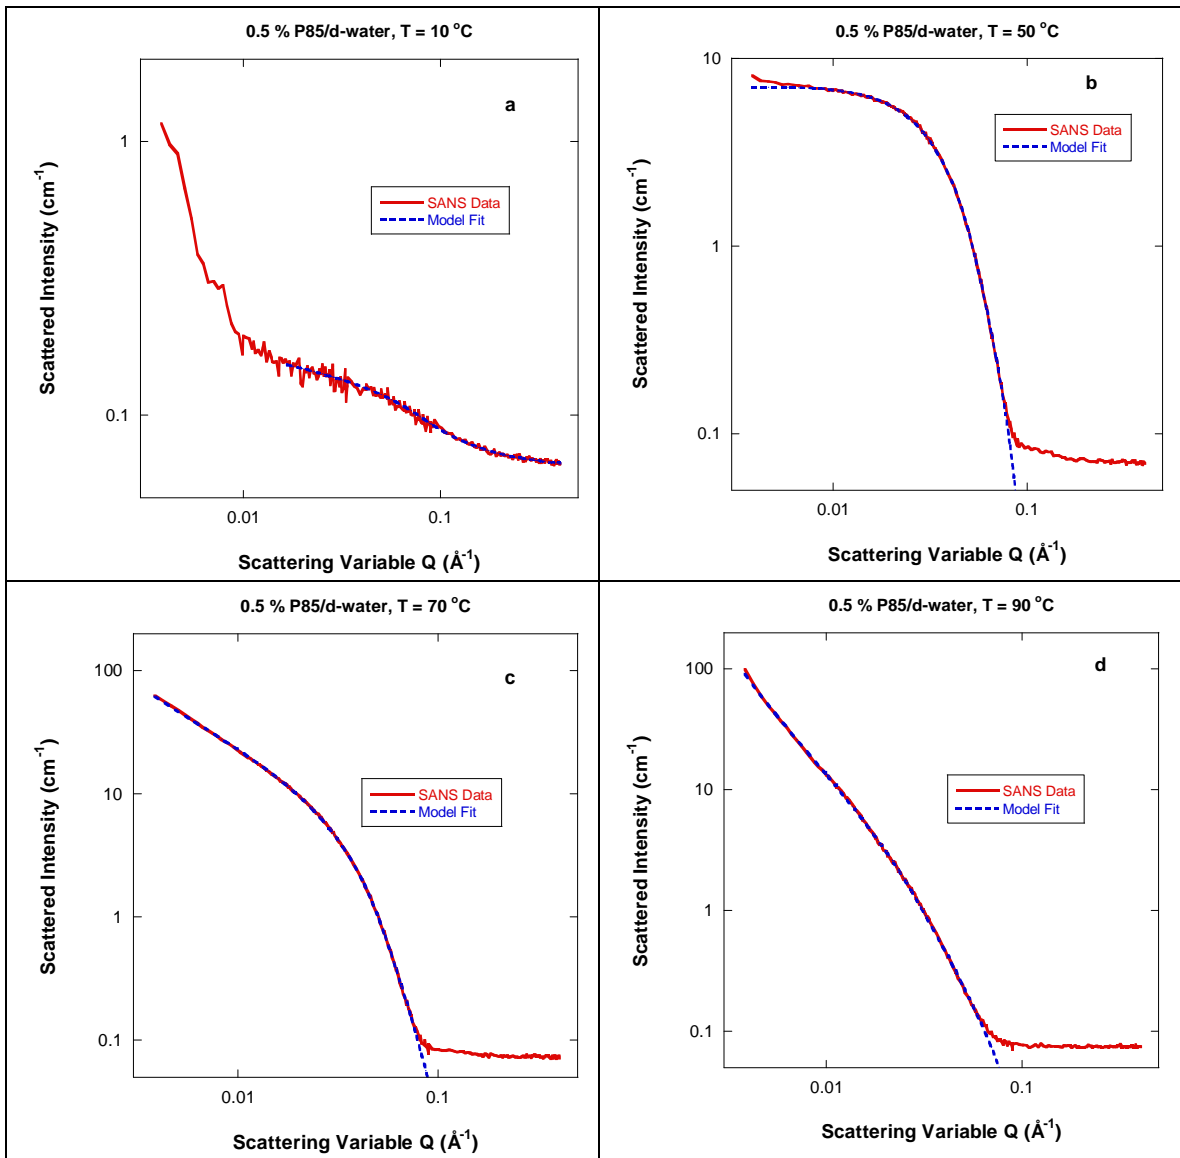 0.5 % P85/d-water, T = 10 °C
a
1
0.1
SANS Data
Model Fit
Scattered Intensity (cm⁻¹)
0.01 0.1
Scattering Variable Q (Å⁻¹)
0.5 % P85/d-water, T = 50 °C
b
10
1
0.1
SANS Data
Model Fit
Scattered Intensity (cm⁻¹)
0.01 0.1
Scattering Variable Q (Å⁻¹)
0.5 % P85/d-water, T = 70 °C
c
100
10
1
0.1
SANS Data
Model Fit
Scattered Intensity (cm⁻¹)
0.01 0.1
Scattering Variable Q (Å⁻¹)
0.5 % P85/d-water, T = 90 °C
d
100
10
1
0.1
SANS Data
Model Fit
Scattered Intensity (cm⁻¹)
0.01 0.1
Scattering Variable Q (Å⁻¹)